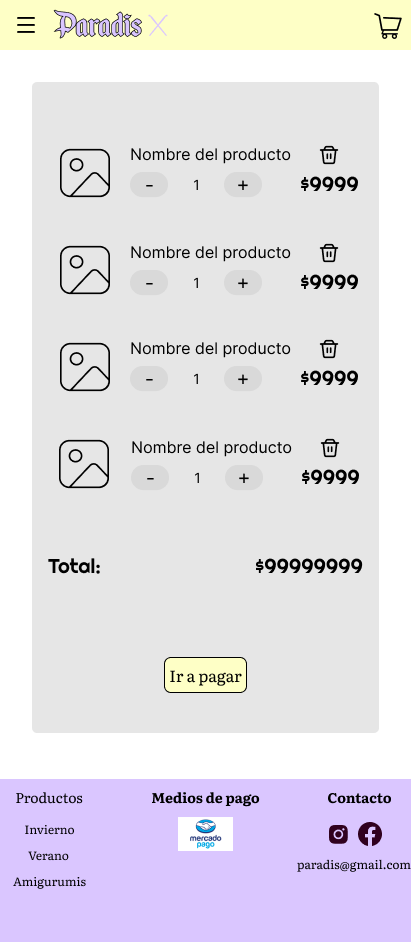 Paradis X
Nombre del producto
- 1 + $9999
Nombre del producto
- 1 + $9999
Nombre del producto
- 1 + $9999
Nombre del producto
- 1 + $9999
Total: $99999999
Ir a pagar
Productos
Invierno
Verano
Amigurumis
Medios de pago
mercado
pago
Contacto
paradis@gmail.com